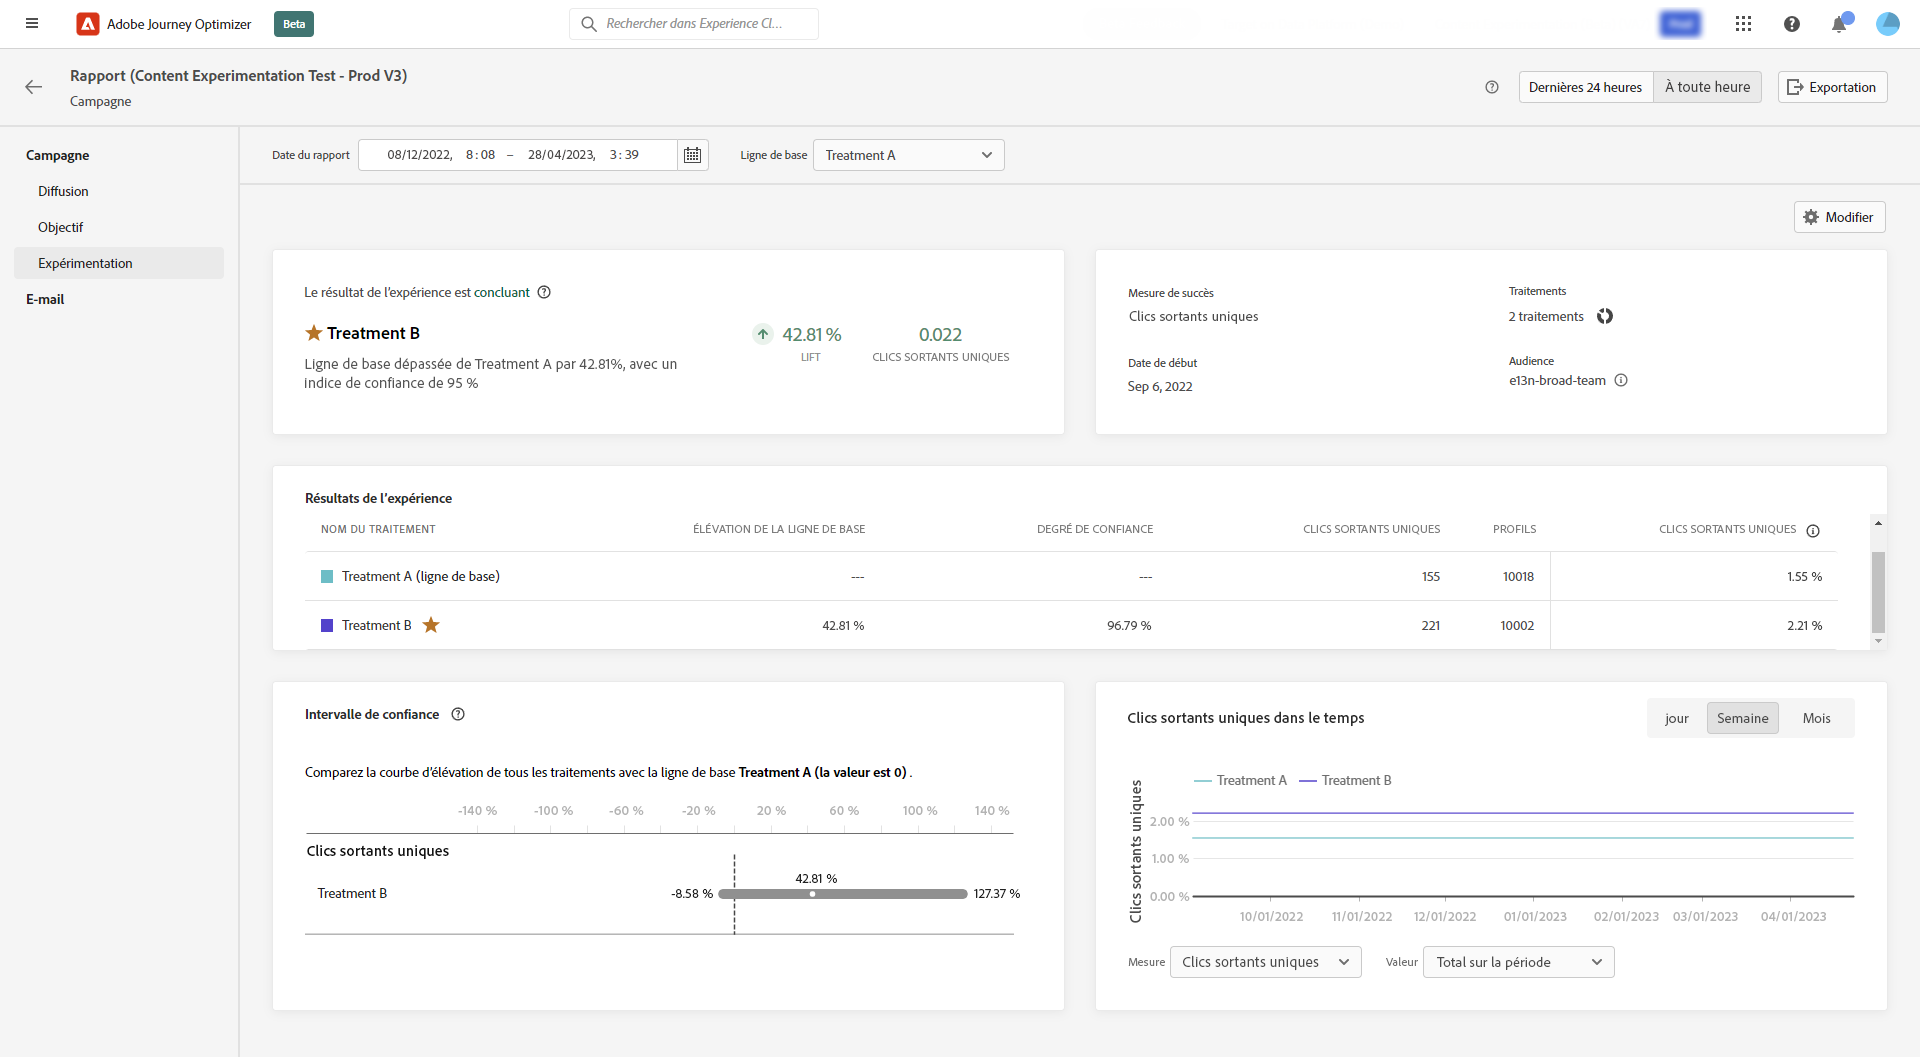 Adobe Journey Optimizer
Beta
Rechercher dans Experience Cl...
Rapport (Content Experimentation Test - Prod V3)
Campagne
Dernières 24 heures
À toute heure
Exportation
Campagne
Diffusion
Objectif
Expérimentation
E-mail
Date du rapport
08/12/2022, 8:08 – 28/04/2023, 3:39
Ligne de base
Treatment A
Modifier
Le résultat de l'expérience est concluant
Treatment B
Ligne de base dépassée de Treatment A par 42.81%, avec un
indice de confiance de 95 %
42.81%
LIFT
0.022
CLICS SORTANTS UNIQUES
Mesure de succès
Clics sortants uniques
Traitements
2 traitements
Date de début
Sep 6, 2022
Audience
e13n-broad-team
Résultats de l'expérience
NOM DU TRAITEMENT ÉLÉVATION DE LA LIGNE DE BASE DEGRÉ DE CONFIANCE CLICS SORTANTS UNIQUES PROFILS CLICS SORTANTS UNIQUES
Treatment A (ligne de base) --- --- 155 10018 1.55 %
Treatment B 42.81 % 96.79 % 221 10002 2.21 %
Intervalle de confiance
Comparez la courbe d'élévation de tous les traitements avec la ligne de base Treatment A (la valeur est 0) .
-140 % -100 % -60 % -20 % 20 % 60 % 100 % 140 %
Clics sortants uniques
42.81 %
Treatment B -8.58 % 127.37 %
Clics sortants uniques dans le temps
jour Semaine Mois
Treatment A Treatment B
Clics sortants uniques
2.00 %
1.00 %
0.00 %
10/01/2022 11/01/2022 12/01/2022 01/01/2023 02/01/2023 03/01/2023 04/01/2023
Mesure
Clics sortants uniques
Valeur
Total sur la période